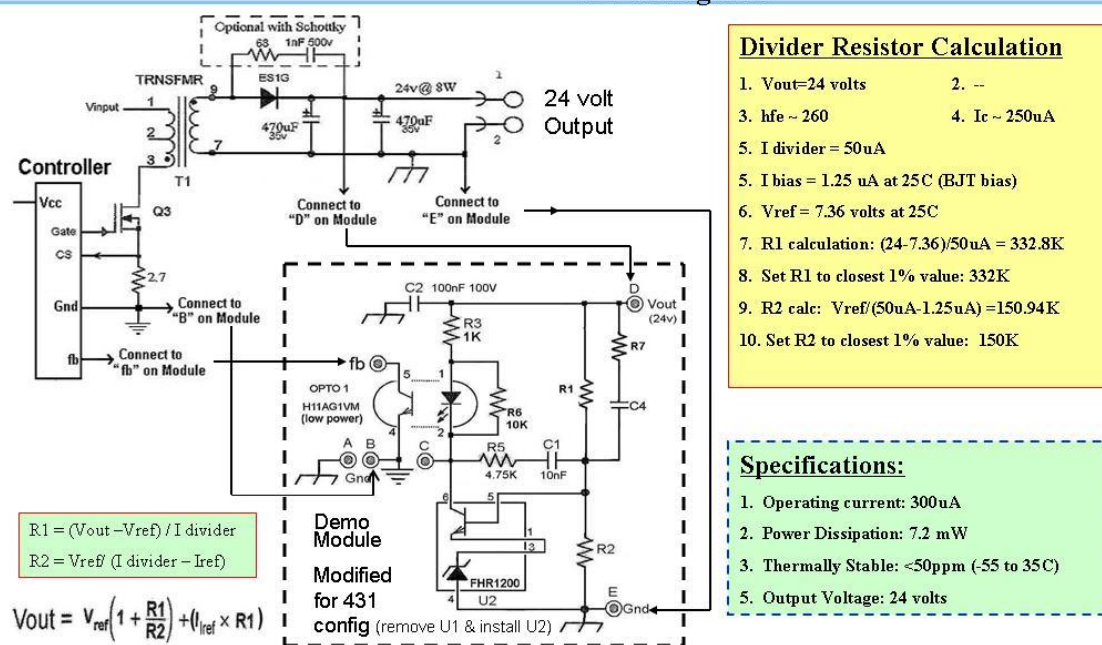 Optional with Schottky
68 1nF 500v
TRNSFMR
9
ES1G
24v@ 8W
1
24 volt
Output
Vinput
1
2
3
470uF
35v
470uF
35v
2
7
T1
Controller
Vcc
Q3
Gate
CS
2.7
Gnd
fb
Connect to
"D" on Module
Connect to
"E" on Module
Connect to
"B" on Module
Connect to
"fb" on Module
C2 100nF 100V
D
Vout
(24v)
R3
1K
R7
fb
5
1
OPTO 1
H11AG1VM
(low power)
R1
R6
10K
C4
4
2
A
B
C
R5
4.75K
C1
10nF
Gnd
6
5
1
3
Demo
Module
Modified
for 431
config (remove U1 & install U2)
R2
FHR1200
4
U2
E
Gnd
R1 = (Vout –Vref) / I divider
R2 = Vref/ (I divider – Iref)
Vout = Vref(1 + R1/R2) +(IIref × R1)
Divider Resistor Calculation
1. Vout=24 volts 2. --
3. hfe ~ 260 4. Ic ~ 250uA
5. I divider = 50uA
5. I bias = 1.25 uA at 25C (BJT bias)
6. Vref = 7.36 volts at 25C
7. R1 calculation: (24-7.36)/50uA = 332.8K
8. Set R1 to closest 1% value: 332K
9. R2 calc: Vref/(50uA-1.25uA) =150.94K
10. Set R2 to closest 1% value: 150K
Specifications:
1. Operating current: 300uA
2. Power Dissipation: 7.2 mW
3. Thermally Stable: <50ppm (-55 to 35C)
5. Output Voltage: 24 volts